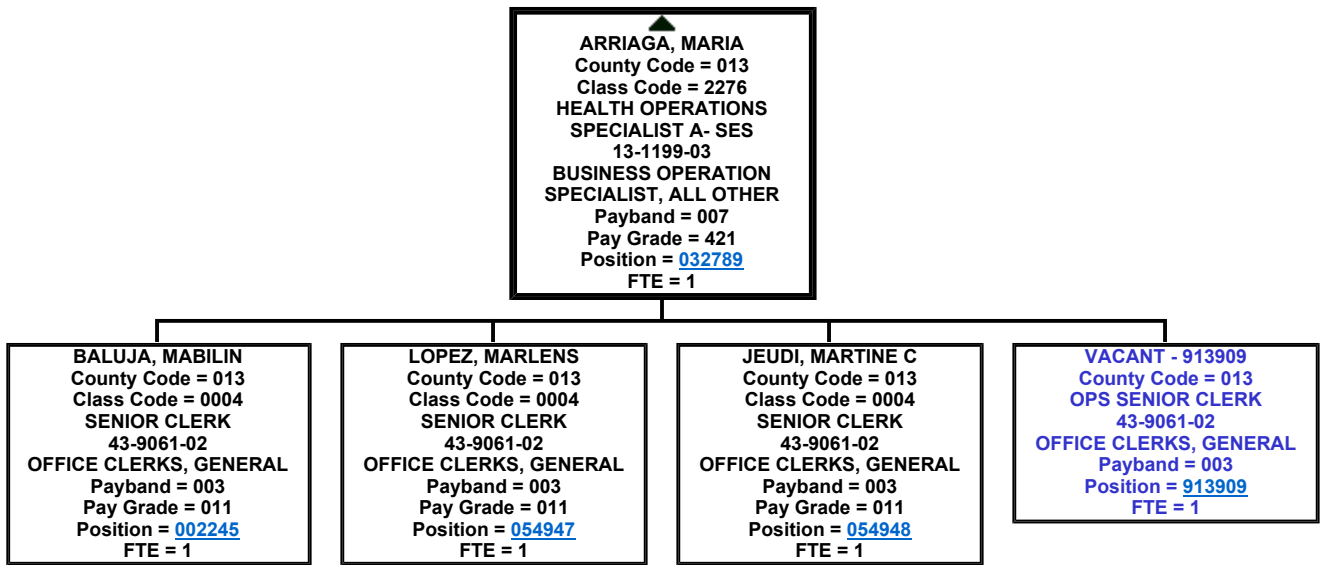 ARRIAGA, MARIA
County Code = 013
Class Code = 2276
HEALTH OPERATIONS
SPECIALIST A- SES
13-1199-03
BUSINESS OPERATION
SPECIALIST, ALL OTHER
Payband = 007
Pay Grade = 421
Position = 032789
FTE = 1
BALUJA, MABILIN
County Code = 013
Class Code = 0004
SENIOR CLERK
43-9061-02
OFFICE CLERKS, GENERAL
Payband = 003
Pay Grade = 011
Position = 002245
FTE = 1
LOPEZ, MARLENS
County Code = 013
Class Code = 0004
SENIOR CLERK
43-9061-02
OFFICE CLERKS, GENERAL
Payband = 003
Pay Grade = 011
Position = 054947
FTE = 1
JEUDI, MARTINE C
County Code = 013
Class Code = 0004
SENIOR CLERK
43-9061-02
OFFICE CLERKS, GENERAL
Payband = 003
Pay Grade = 011
Position = 054948
FTE = 1
VACANT - 913909
County Code = 013
OPS SENIOR CLERK
43-9061-02
OFFICE CLERKS, GENERAL
Payband = 003
Position = 913909
FTE = 1